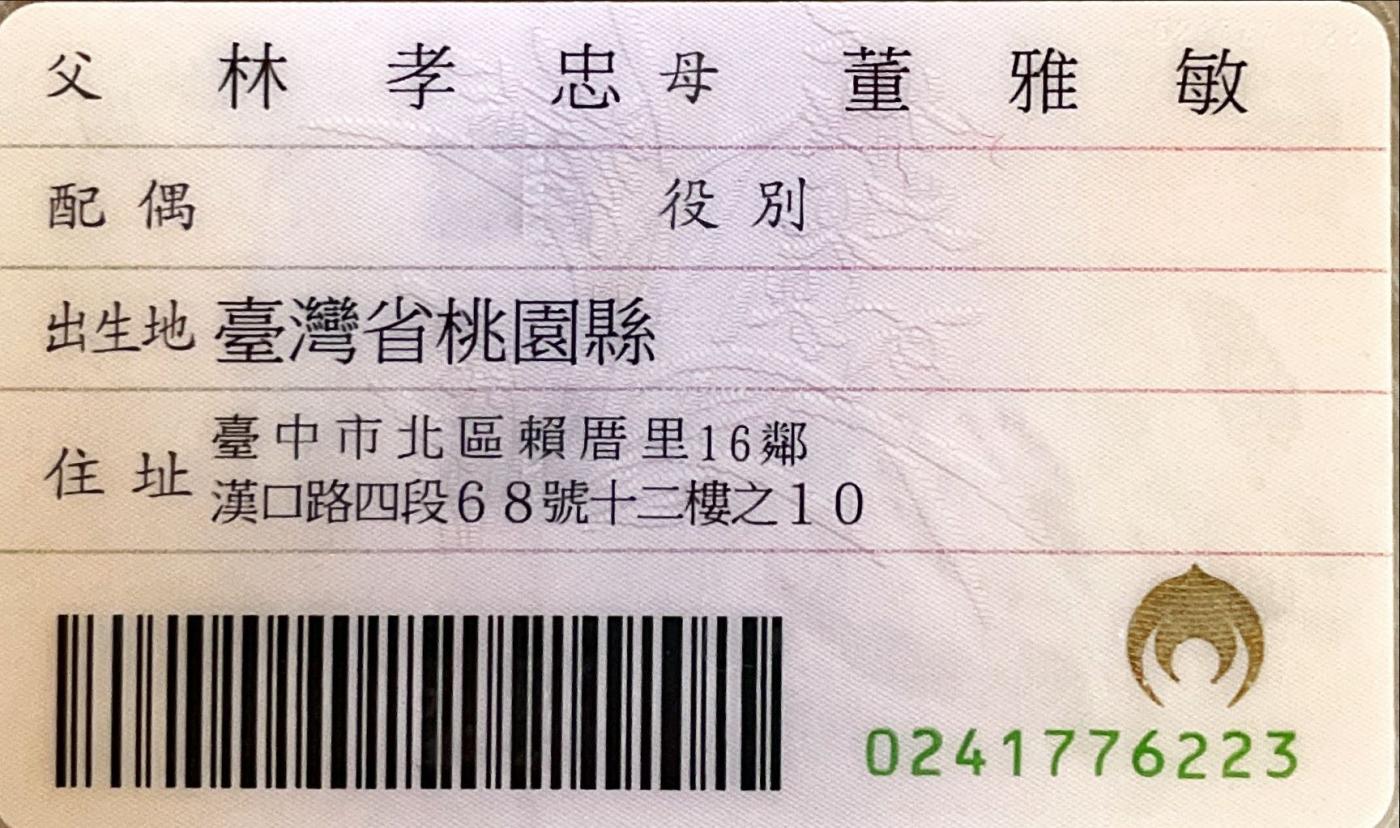 父 林孝忠 母 董雅敏
配偶 役別
出生地 臺灣省桃園縣
住址 臺中市北區賴厝里16鄰
漢口路四段68號十二樓之10
0241776223